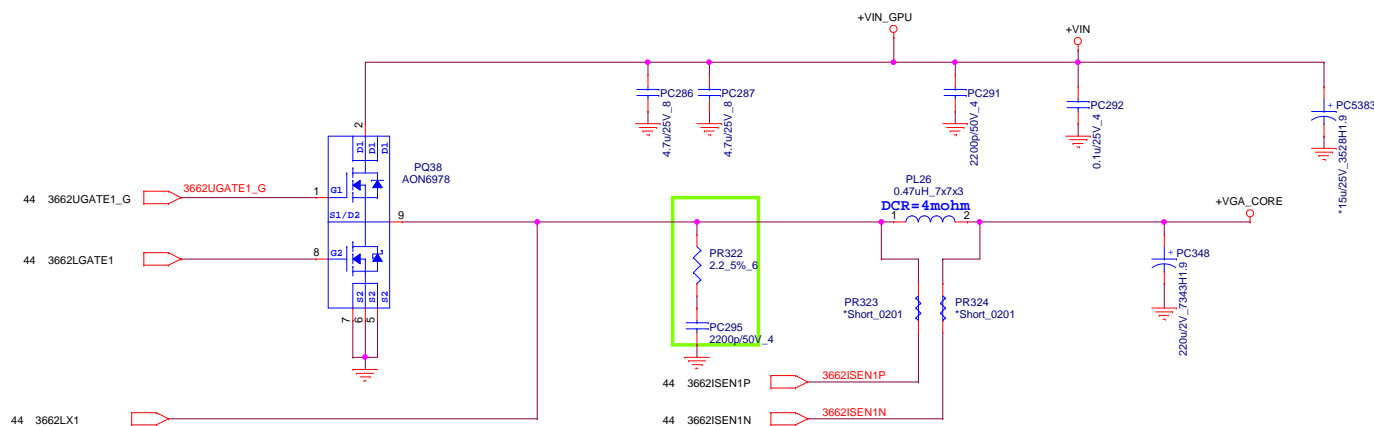 +VIN_GPU
+VIN
PC286
4.7u/25V_8
PC287
4.7u/25V_8
PC291
2200p/50V_4
PC292
0.1u/25V_4
+ PC5383
*15u/25V_3528H1.9
2
D1 D1 D1
PQ38
AON6978
44 3662UGATE1_G
3662UGATE1_G
1
G1
S1/D2
9
44 3662LGATE1
8
G2
S2 S2 S2
7 6 5
PL26
0.47uH_7x7x3
DCR=4mohm
1 2
+VGA_CORE
PR322
2.2_5%_6
PC295
2200p/50V_4
PR323
*Short_0201
PR324
*Short_0201
+ PC348
220u/2V_7343H1.9
44 3662ISEN1P
3662ISEN1P
44 3662LX1
44 3662ISEN1N
3662ISEN1N